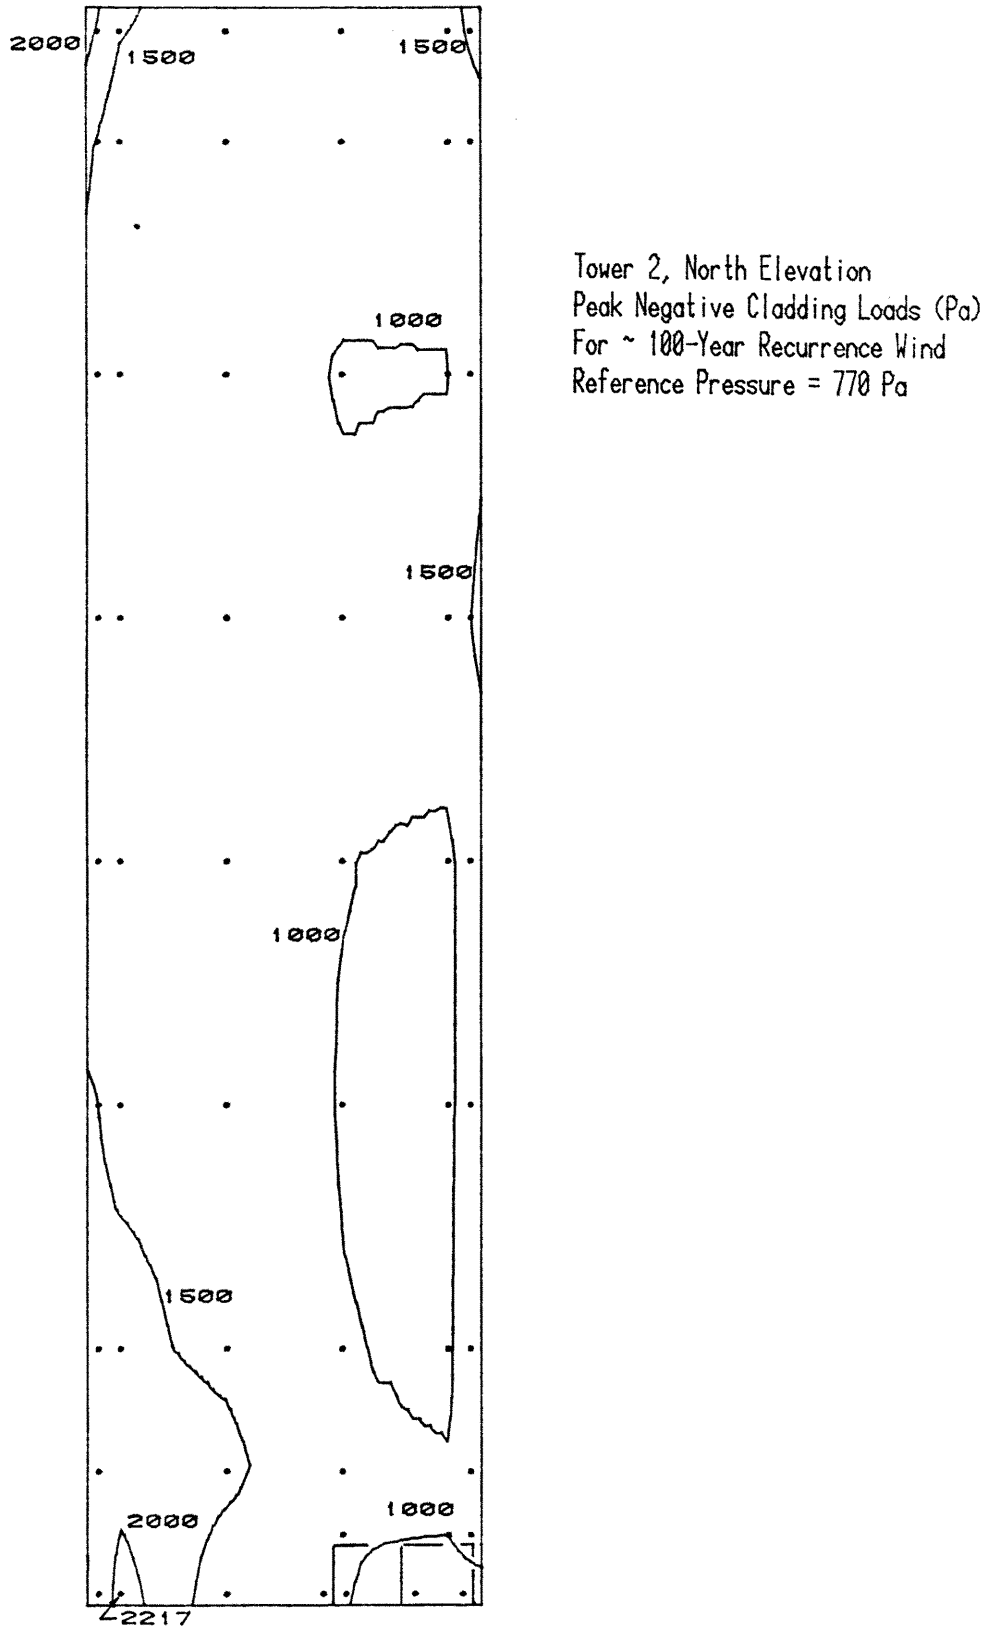 2000
1500
1500
Tower 2, North Elevation
Peak Negative Cladding Loads (Pa)
For ~ 100-Year Recurrence Wind
Reference Pressure = 770 Pa
1000
1500
1000
1500
1000
2000
2217